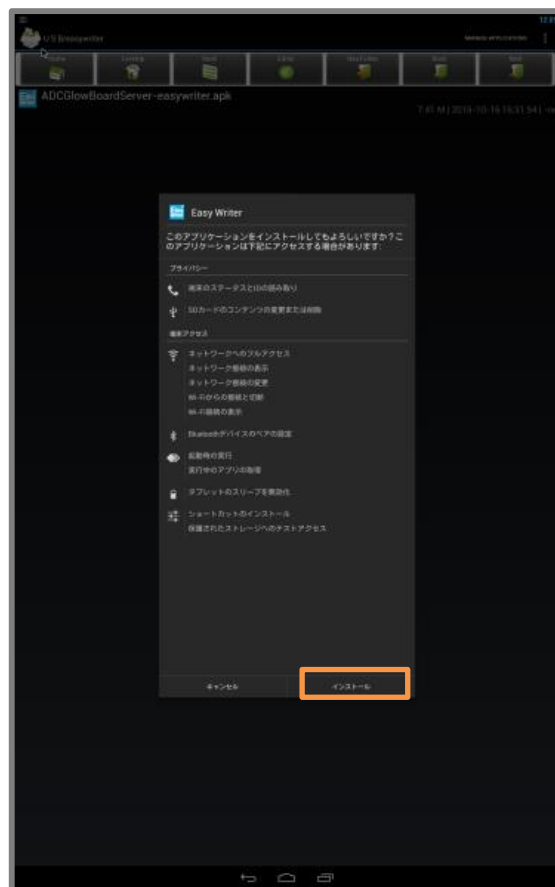 12:01
U S Breasywriter
MANAGE APPLICATIONS
ADCGlowBoardServer-easywriter.apk
Easy Writer
このアプリケーションをインストールしてもよろしいですか?こ
のアプリケーションは下記にアクセスする場合があります:
プライバシー
端末のステータスとIDの読み取り
SDカードのコンテンツの変更または削除
端末アクセス
ネットワークへのフルアクセス
ネットワーク接続の表示
ネットワーク接続の変更
Wi-Fiからの接続と切断
Wi-Fi接続の表示
Bluetoothデバイスのペアの設定
起動時の実行
実行中のアプリの取得
タブレットのスリープを無効化
ショートカットのインストール
保護されたストレージへのテストアクセス
キャンセル
インストール